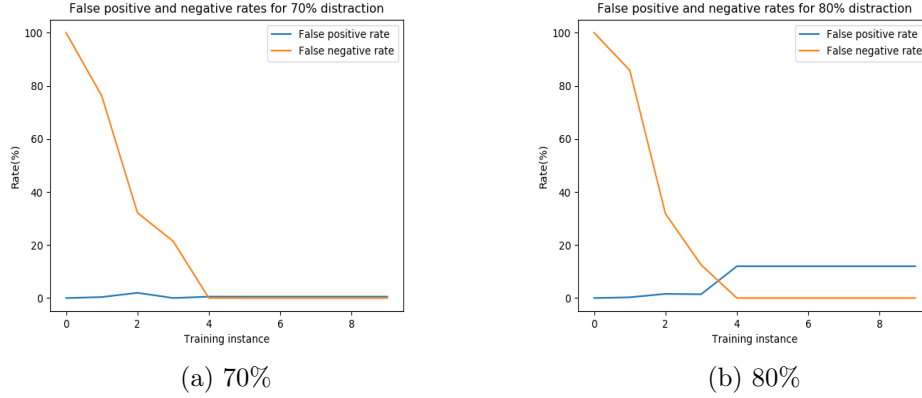 False positive and negative rates for 70% distraction
100
80
60
40
20
0
Rate(%)
False positive rate
False negative rate
0 2 4 6 8
Training instance
(a) 70%
False positive and negative rates for 80% distraction
100
80
60
40
20
0
Rate(%)
False positive rate
False negative rate
0 2 4 6 8
Training instance
(b) 80%